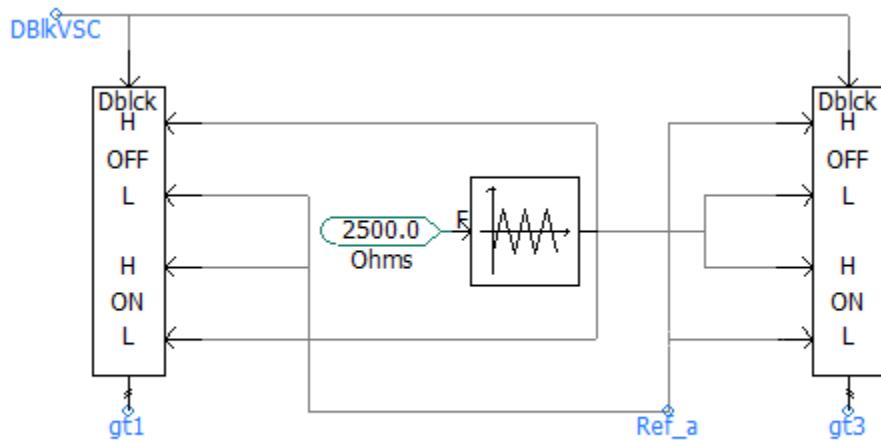 DBlkVSC
Dblck
H
OFF
L
H
ON
L
gt1
2500.0
Ohms
F
Ref_a
Dblck
H
OFF
L
H
ON
L
gt3